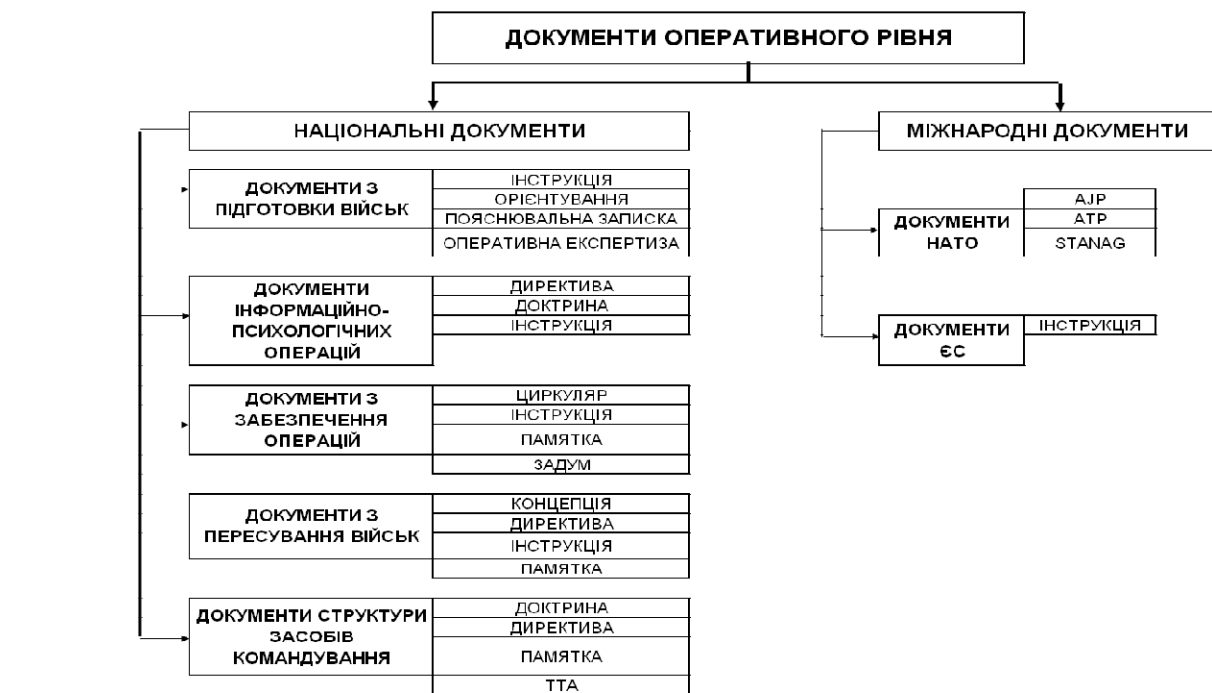 ДОКУМЕНТИ ОПЕРАТИВНОГО РІВНЯ
НАЦІОНАЛЬНІ ДОКУМЕНТИ
ДОКУМЕНТИ З
ПІДГОТОВКИ ВІЙСЬК
ІНСТРУКЦІЯ
ОРІЄНТУВАННЯ
ПОЯСНЮВАЛЬНА ЗАПИСКА
ОПЕРАТИВНА ЕКСПЕРТИЗА
ДОКУМЕНТИ
ІНФОРМАЦІЙНО-
ПСИХОЛОГІЧНИХ
ОПЕРАЦІЙ
ДИРЕКТИВА
ДОКТРИНА
ІНСТРУКЦІЯ
ДОКУМЕНТИ З
ЗАБЕЗПЕЧЕННЯ
ОПЕРАЦІЙ
ЦИРКУЛЯР
ІНСТРУКЦІЯ
ПАМЯТКА
ЗАДУМ
ДОКУМЕНТИ З
ПЕРЕСУВАННЯ ВІЙСЬК
КОНЦЕПЦІЯ
ДИРЕКТИВА
ІНСТРУКЦІЯ
ПАМЯТКА
ДОКУМЕНТИ СТРУКТУРИ
ЗАСОБІВ
КОМАНДУВАННЯ
ДОКТРИНА
ДИРЕКТИВА
ПАМЯТКА
ТТА
МІЖНАРОДНІ ДОКУМЕНТИ
ДОКУМЕНТИ
НАТО
AJP
ATP
STANAG
ДОКУМЕНТИ
ЄС
ІНСТРУКЦІЯ